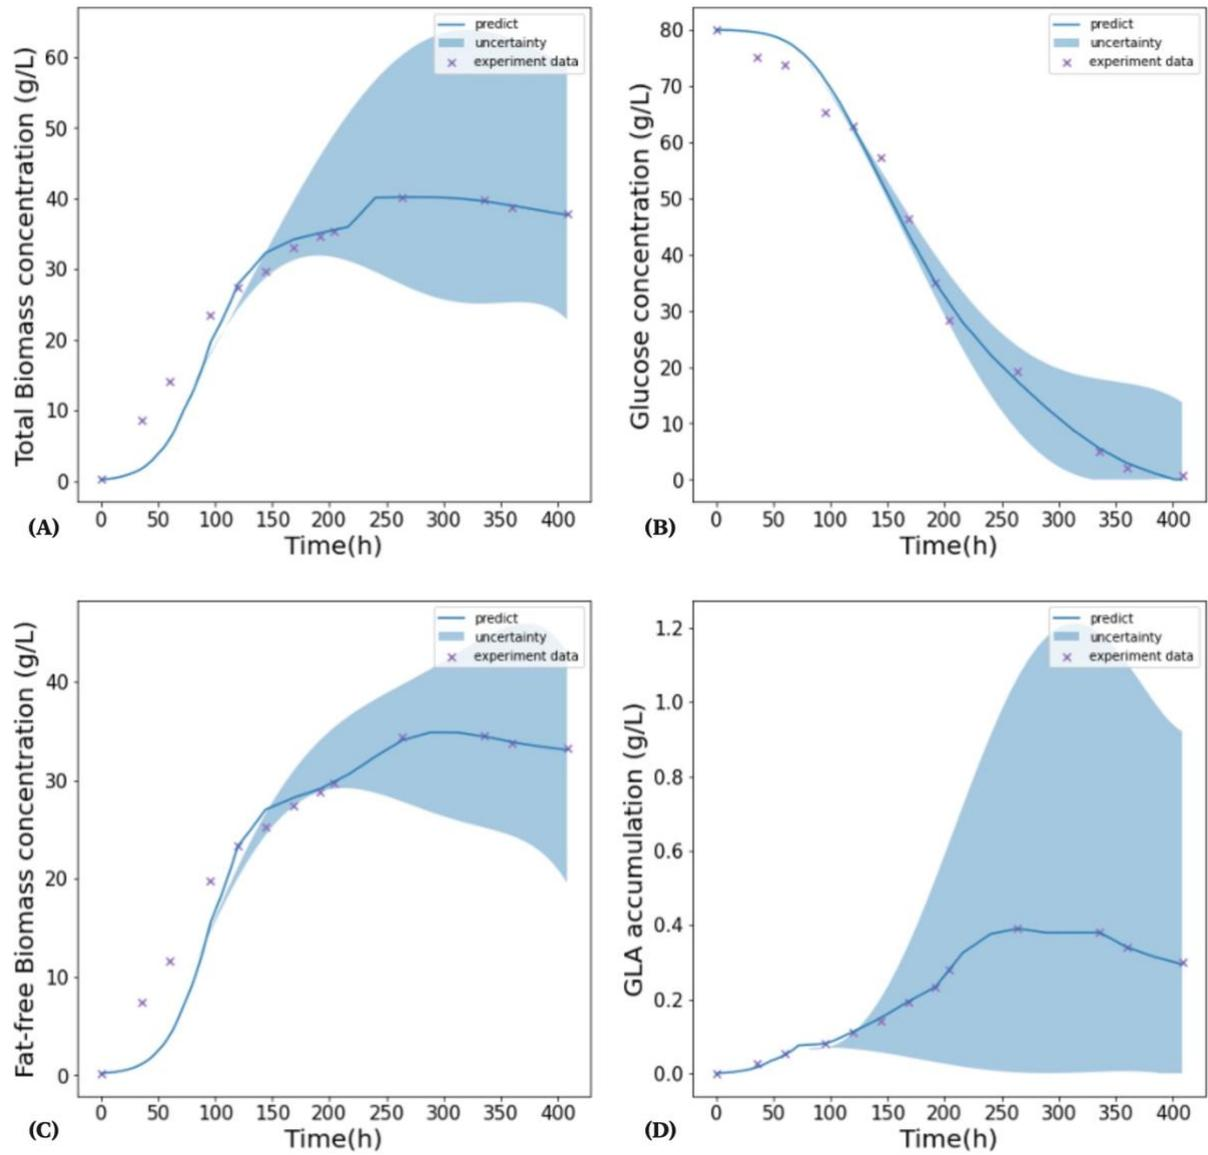 predict
uncertainty
experiment data
Total Biomass concentration (g/L)
60
50
40
30
20
10
0
0 50 100 150 200 250 300 350 400
(A)
Time(h)
predict
uncertainty
experiment data
Glucose concentration (g/L)
80
70
60
50
40
30
20
10
0
0 50 100 150 200 250 300 350 400
(B)
Time(h)
predict
uncertainty
experiment data
Fat-free Biomass concentration (g/L)
40
30
20
10
0
0 50 100 150 200 250 300 350 400
(C)
Time(h)
predict
uncertainty
experiment data
GLA accumulation (g/L)
1.2
1.0
0.8
0.6
0.4
0.2
0.0
0 50 100 150 200 250 300 350 400
(D)
Time(h)